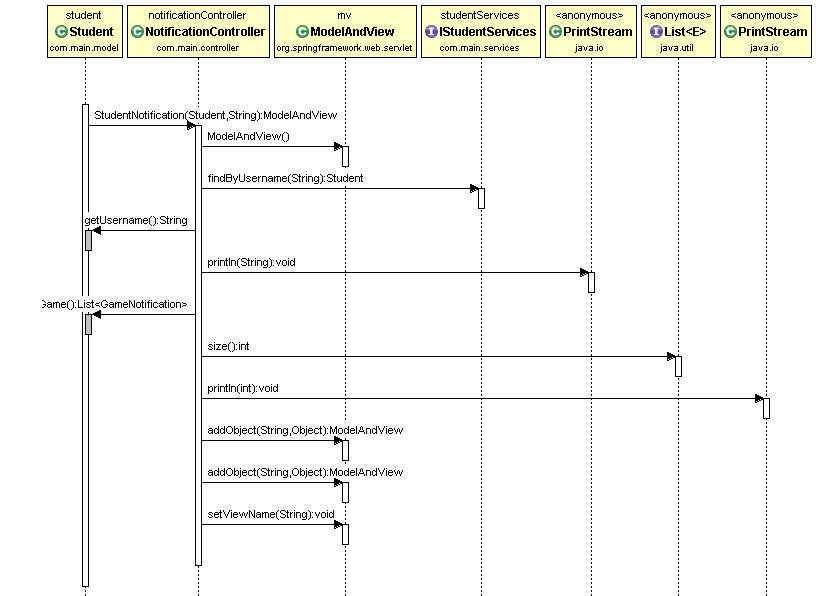 student
Student
com.main.model
notificationController
NotificationController
com.main.controller
mv
ModelAndView
org.springframework.web.servlet
studentServices
IStudentServices
com.main.services
<anonymous>
PrintStream
java.io
<anonymous>
List<E>
java.util
<anonymous>
PrintStream
java.io
StudentNotification(Student,String):ModelAndView
ModelAndView()
findByUsername(String):Student
getUsername():String
println(String):void
Game():List<GameNotification>
size():int
println(int):void
addObject(String,Object):ModelAndView
addObject(String,Object):ModelAndView
setViewName(String):void